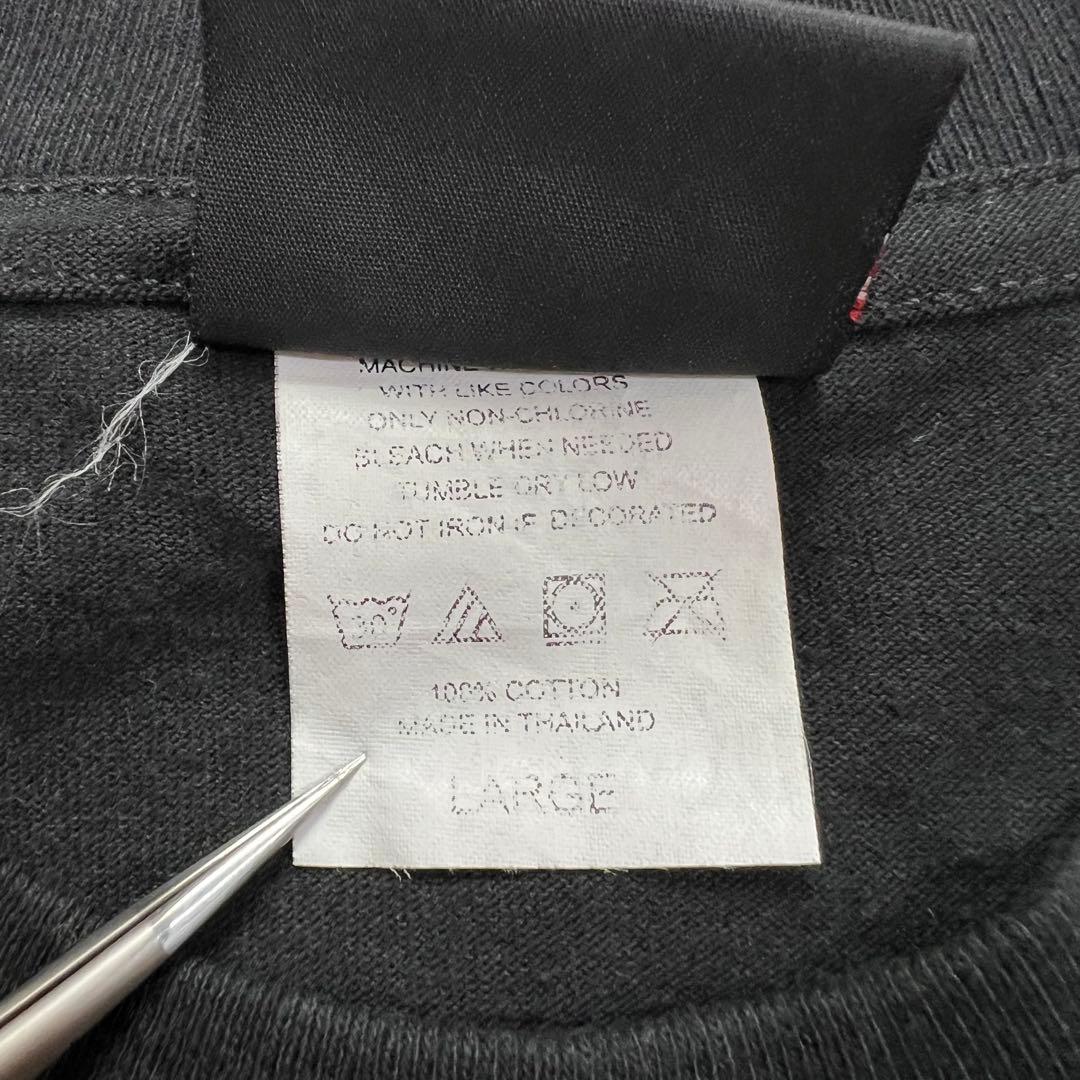 MACHINE
WITH LIKE COLORS
ONLY NON-CHLORINE
BLEACH WHEN NEEDED
TUMBLE DRY LOW
DO NOT IRON IF DECORATED
30°
100% COTTON
MADE IN THAILAND
LARGE